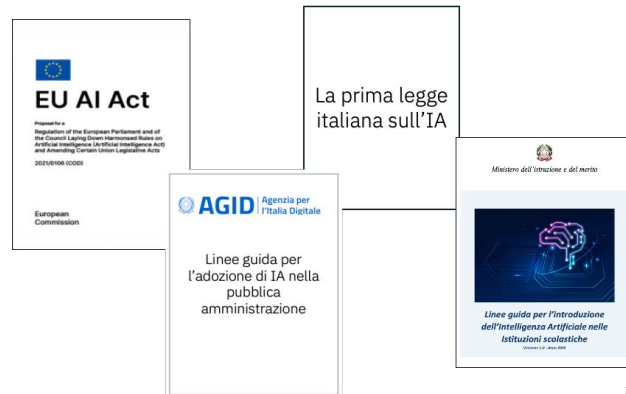 EU AI Act
Proposal for a
Regulation of the European Parliament and of
the Council Laying Down Harmonised Rules on
Artificial Intelligence (Artificial Intelligence Act)
and Amending Certain Union Legislative Acts
2021/0106 (COD)
European
Commission
La prima legge
italiana sull'IA
AGID Agenzia per
l'Italia Digitale
Linee guida per
l'adozione di IA nella
pubblica
amministrazione
Ministero dell'istruzione e del merito
Linee guida per l'introduzione
dell'Intelligenza Artificiale nelle
Istituzioni scolastiche
Anno 2025